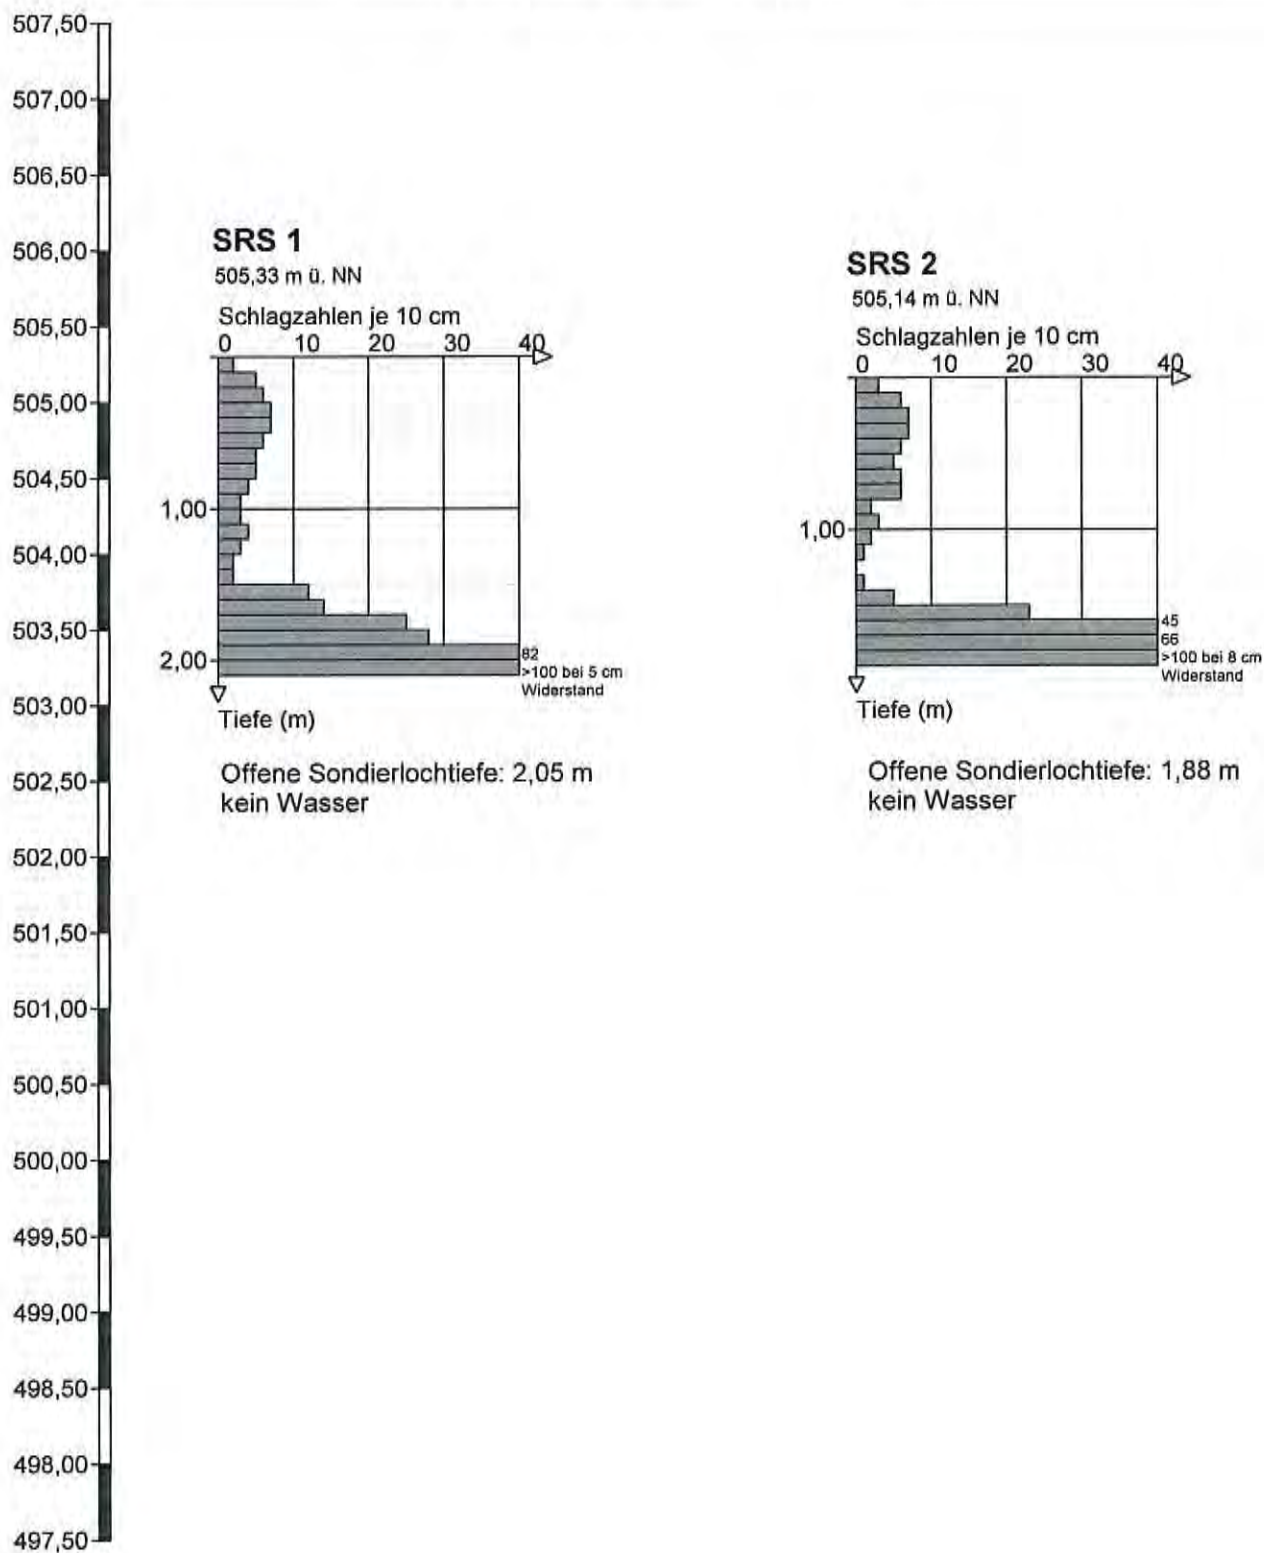 507,50
507,00
506,50
506,00
505,50
505,00
504,50
504,00
503,50
503,00
502,50
502,00
501,50
501,00
500,50
500,00
499,50
499,00
498,50
498,00
497,50
SRS 1
505,33 m ü. NN
Schlagzahlen je 10 cm
0 10 20 30 40
1,00
2,00
82
>100 bei 5 cm
Widerstand
Tiefe (m)
Offene Sondierlochtiefe: 2,05 m
kein Wasser
SRS 2
505,14 m ü. NN
Schlagzahlen je 10 cm
0 10 20 30 40
1,00
45
66
>100 bei 8 cm
Widerstand
Tiefe (m)
Offene Sondierlochtiefe: 1,88 m
kein Wasser